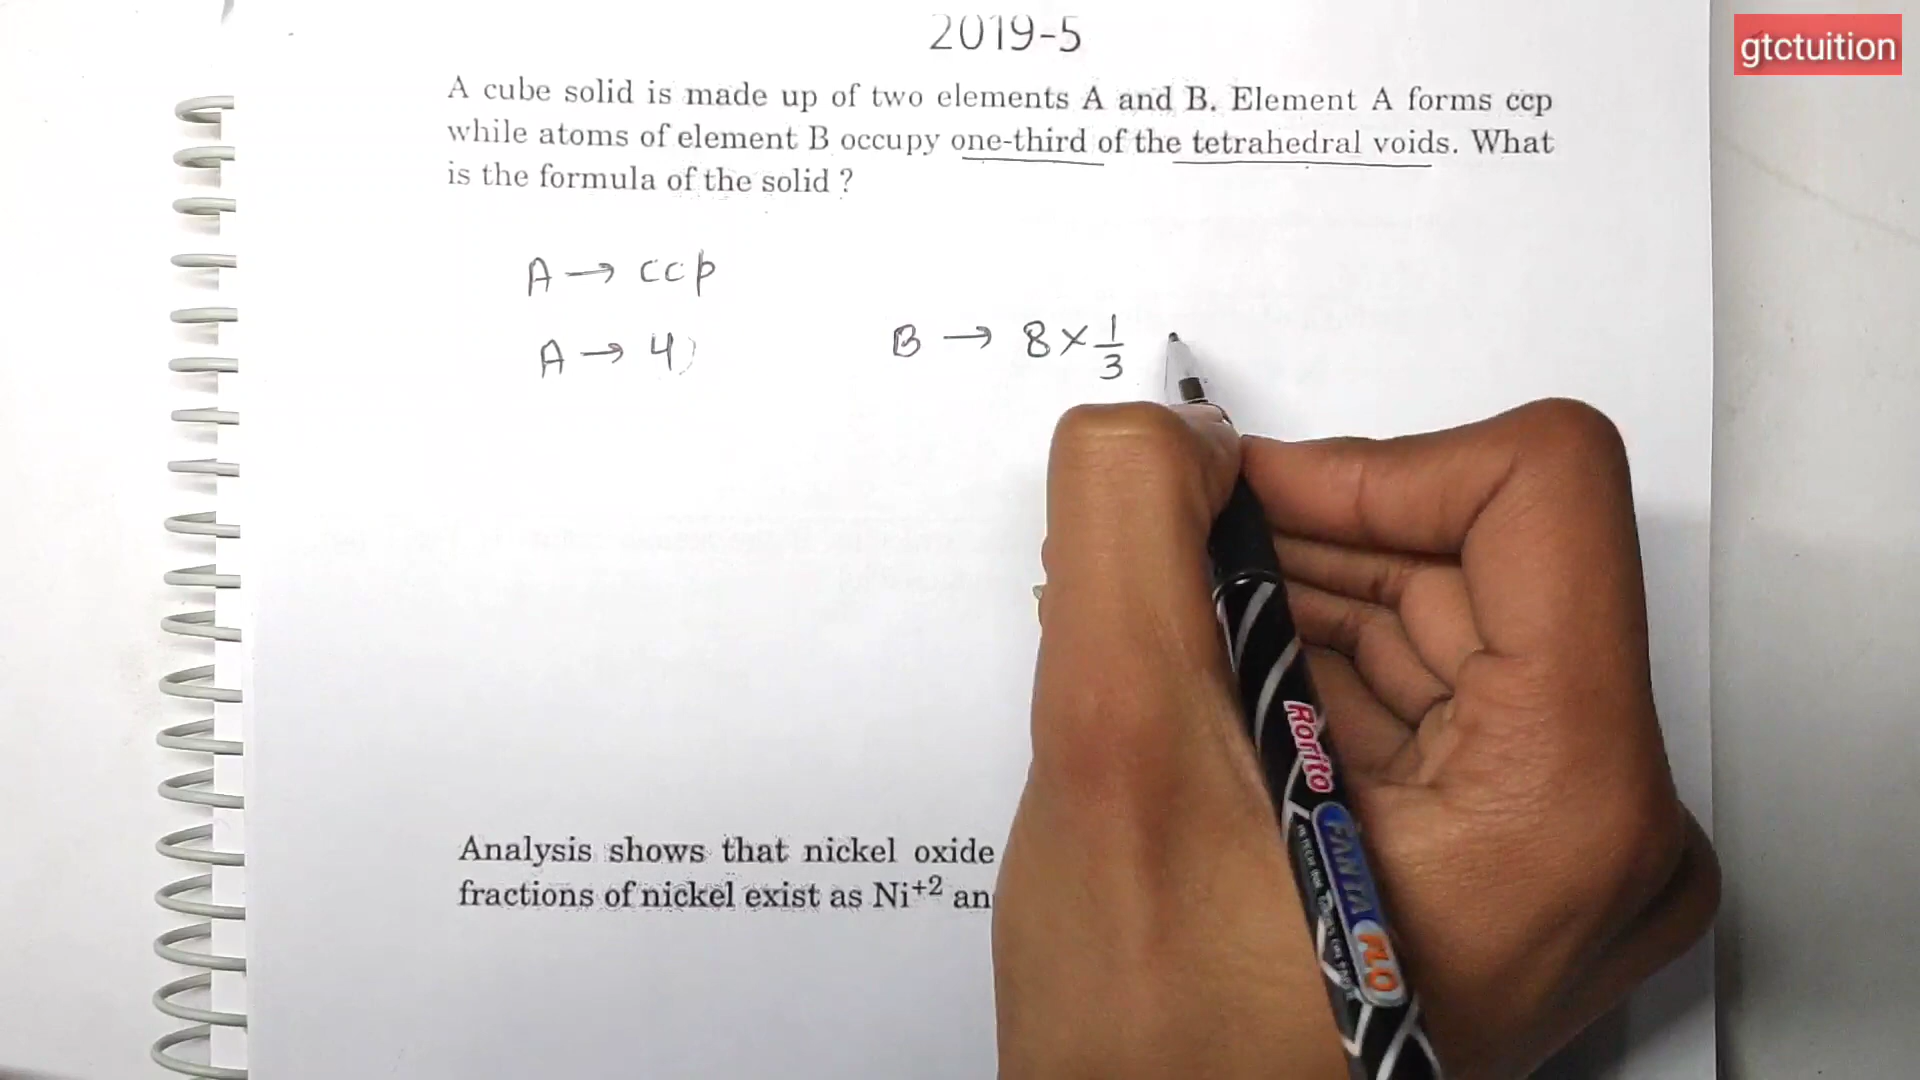 2019-5
gtctuition
A cube solid is made up of two elements A and B. Element A forms ccp
while atoms of element B occupy one-third of the tetrahedral voids. What
is the formula of the solid ?
A → ccp
A → 4
B → 8 × 1/3
Analysis shows that nickel oxide
fractions of nickel exist as Ni+2 an
Rorito
FANTA FLO